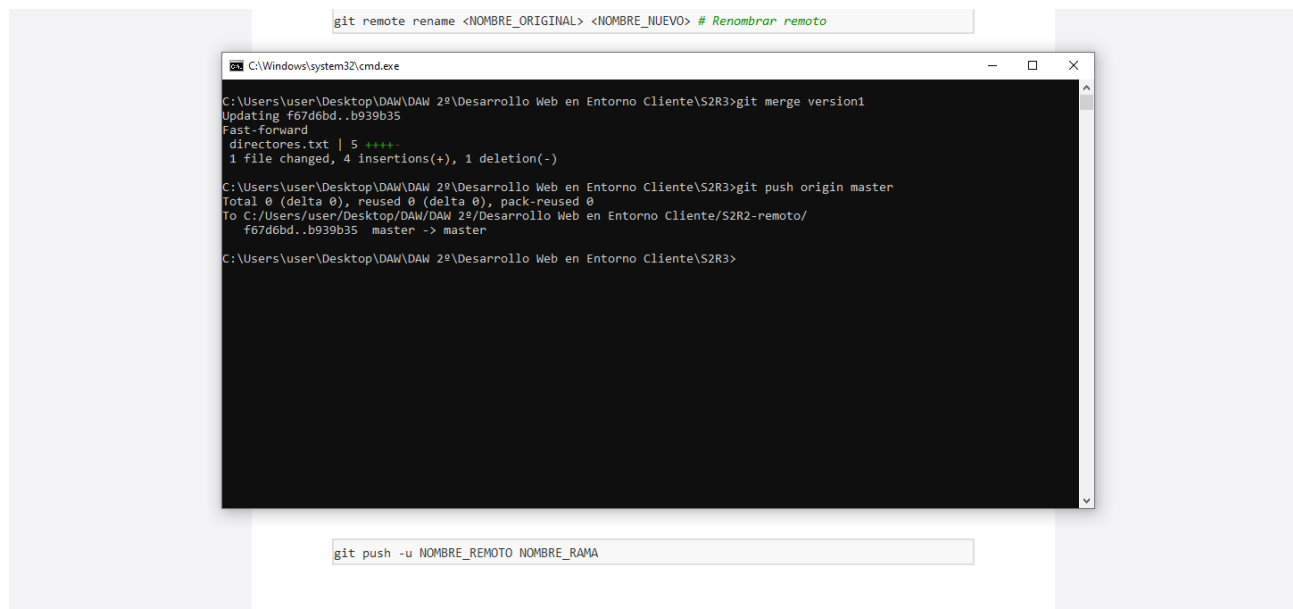 git remote rename <NOMBRE_ORIGINAL> <NOMBRE_NUEVO> # Renombrar remoto
C:\Windows\system32\cmd.exe
C:\Users\user\Desktop\DAW\DAW 2º\Desarrollo Web en Entorno Cliente\S2R3>git merge version1
Updating f67d6bd..b939b35
Fast-forward
 directores.txt | 5 ++++-
 1 file changed, 4 insertions(+), 1 deletion(-)
C:\Users\user\Desktop\DAW\DAW 2º\Desarrollo Web en Entorno Cliente\S2R3>git push origin master
Total 0 (delta 0), reused 0 (delta 0), pack-reused 0
To C:/Users/user/Desktop/DAW/DAW 2º/Desarrollo Web en Entorno Cliente/S2R2-remoto/
   f67d6bd..b939b35  master -> master
C:\Users\user\Desktop\DAW\DAW 2º\Desarrollo Web en Entorno Cliente\S2R3>
git push -u NOMBRE_REMOTO NOMBRE_RAMA